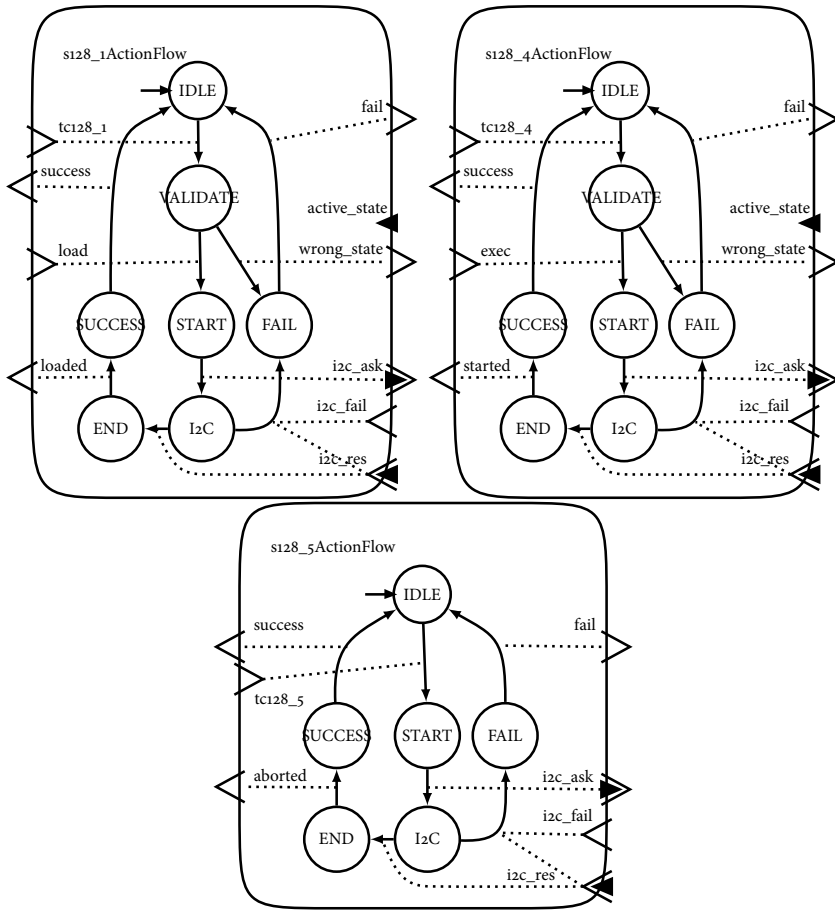 s128_1ActionFlow
IDLE
fail
tc128_1
success
VALIDATE
active_state
load
wrong_state
SUCCESS
START
FAIL
loaded
i2c_ask
i2c_fail
END
I2C
i2c_res
s128_4ActionFlow
IDLE
fail
tc128_4
success
VALIDATE
active_state
exec
wrong_state
SUCCESS
START
FAIL
started
i2c_ask
i2c_fail
END
I2C
i2c_res
s128_5ActionFlow
IDLE
success
fail
tc128_5
SUCCESS
START
FAIL
aborted
i2c_ask
i2c_fail
END
I2C
i2c_res